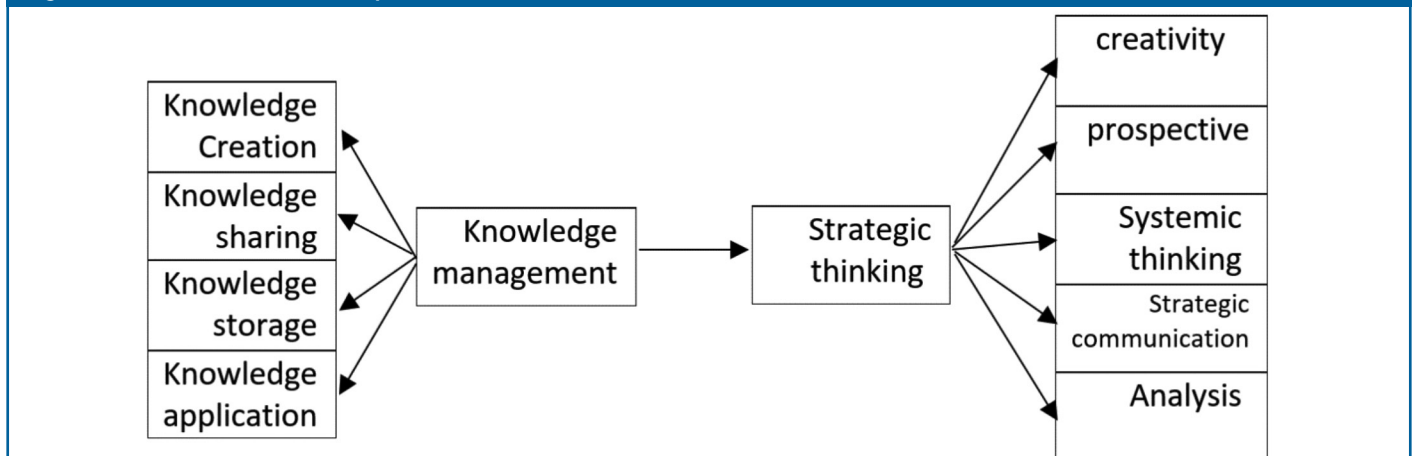 Knowledge
Creation
Knowledge
sharing
Knowledge
storage
Knowledge
application
Knowledge
management
Strategic
thinking
creativity
prospective
Systemic
thinking
Strategic
communication
Analysis